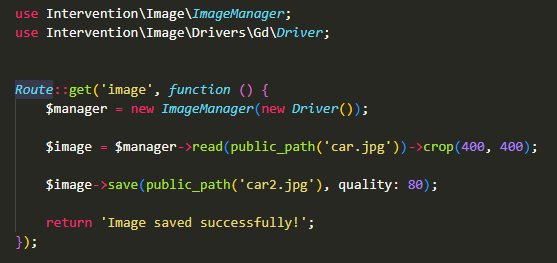 use Intervention\Image\ImageManager;
use Intervention\Image\Drivers\Gd\Driver;
Route::get('image', function () {
$manager = new ImageManager(new Driver());
$image = $manager->read(public_path('car.jpg'))->crop(400, 400);
$image->save(public_path('car2.jpg'), quality: 80);
return 'Image saved successfully!';
});